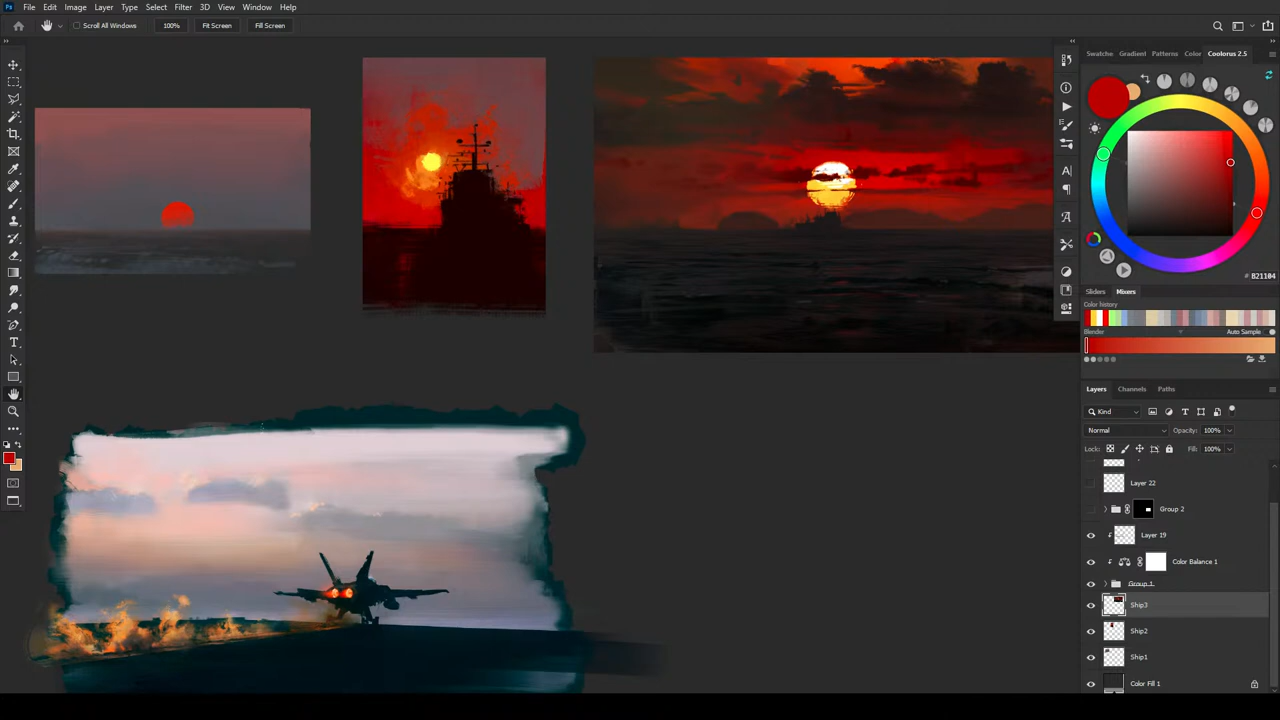 Ps File Edit Image Layer Type Select Filter 3D View Window Help
Scroll All Windows 100% Fit Screen Fill Screen
Swatche Gradient Patterns Color Coolorus 2.5
# B21104
Sliders Mixers
Color history
Blender Auto Sample
Layers Channels Paths
Kind
Normal Opacity: 100%
Lock: Fill: 100%
Layer 22
Group 2
Layer 19
Color Balance 1
Group 1
Ship3
Ship2
Ship1
Color Fill 1